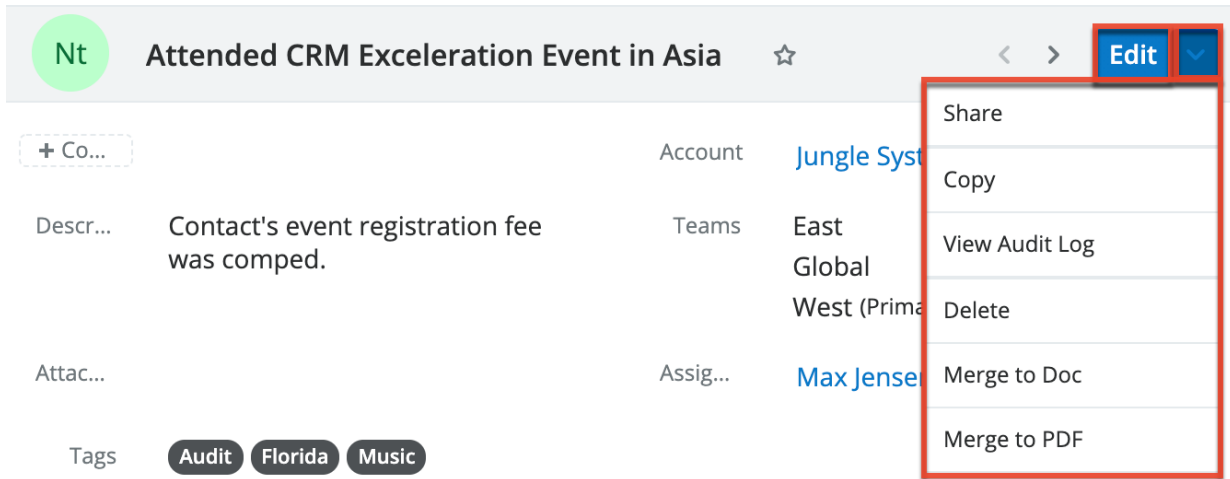 Nt
Attended CRM Exceleration Event in Asia
Edit
Share
+ Co...
Account
Jungle Syst
Copy
Descr...
Contact's event registration fee
was comped.
Teams
East
Global
West (Prima
View Audit Log
Delete
Attac...
Assig...
Max Jensen
Merge to Doc
Merge to PDF
Tags
Audit
Florida
Music